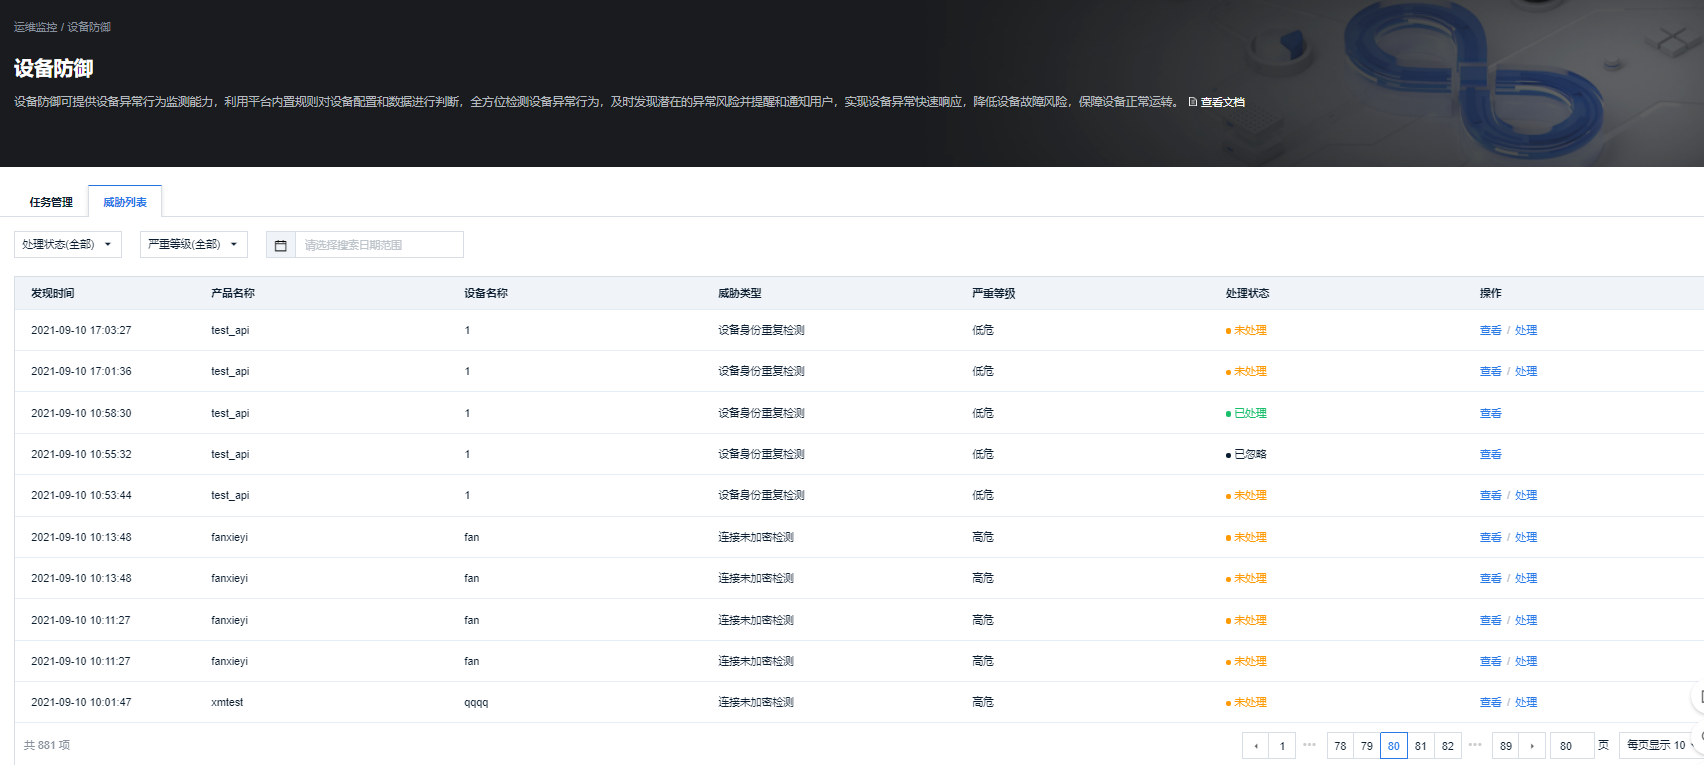 运维监控 / 设备防御
设备防御
设备防御可提供设备异常行为监测能力，利用平台内置规则对设备配置和数据进行判断，全方位检测设备异常行为，及时发现潜在的异常风险并提醒和通知用户，实现设备异常快速响应，降低设备故障风险，保障设备正常运转。 查看文档
任务管理 威胁列表
处理状态(全部) 严重等级(全部) 请选择搜索日期范围
发现时间 产品名称 设备名称 威胁类型 严重等级 处理状态 操作
2021-09-10 17:03:27 test_api 1 设备身份重复检测 低危 未处理 查看 / 处理
2021-09-10 17:01:36 test_api 1 设备身份重复检测 低危 未处理 查看 / 处理
2021-09-10 10:58:30 test_api 1 设备身份重复检测 低危 已处理 查看
2021-09-10 10:55:32 test_api 1 设备身份重复检测 低危 已忽略 查看
2021-09-10 10:53:44 test_api 1 设备身份重复检测 低危 未处理 查看 / 处理
2021-09-10 10:13:48 fanxieyi fan 连接未加密检测 高危 未处理 查看 / 处理
2021-09-10 10:13:48 fanxieyi fan 连接未加密检测 高危 未处理 查看 / 处理
2021-09-10 10:11:27 fanxieyi fan 连接未加密检测 高危 未处理 查看 / 处理
2021-09-10 10:11:27 fanxieyi fan 连接未加密检测 高危 未处理 查看 / 处理
2021-09-10 10:01:47 xmtest qqqq 连接未加密检测 高危 未处理 查看 / 处理
共 881 项 1 ••• 78 79 80 81 82 ••• 89 80 页 每页显示 10